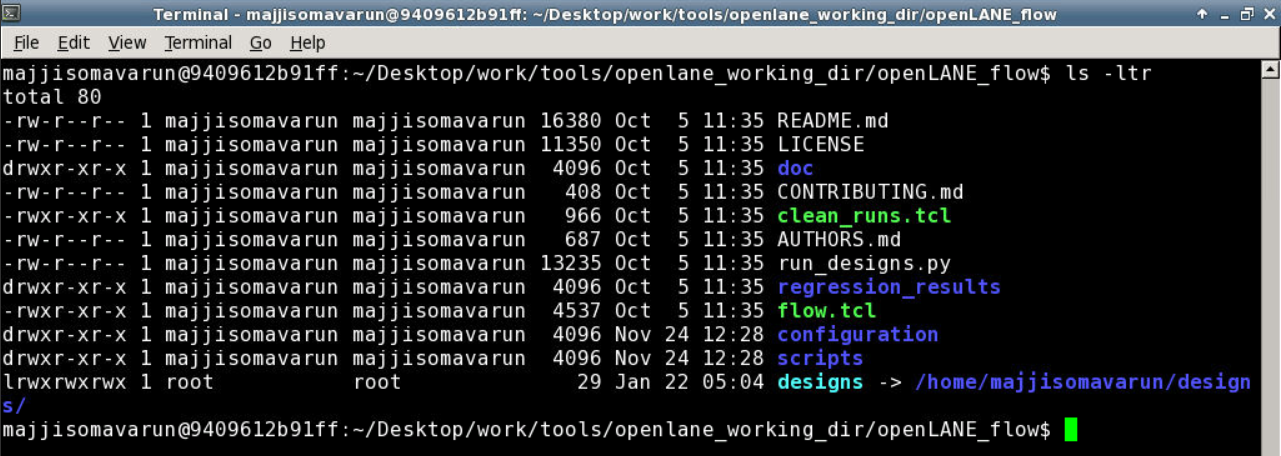 Terminal - majjisomavarun@9409612b91ff: ~/Desktop/work/tools/openlane_working_dir/openLANE_flow
File Edit View Terminal Go Help
majjisomavarun@9409612b91ff:~/Desktop/work/tools/openlane_working_dir/openLANE_flow$ ls -ltr
total 80
-rw-r--r-- 1 majjisomavarun majjisomavarun 16380 Oct  5 11:35 README.md
-rw-r--r-- 1 majjisomavarun majjisomavarun 11350 Oct  5 11:35 LICENSE
drwxr-xr-x 1 majjisomavarun majjisomavarun  4096 Oct  5 11:35 doc
-rw-r--r-- 1 majjisomavarun majjisomavarun   408 Oct  5 11:35 CONTRIBUTING.md
-rwxr-xr-x 1 majjisomavarun majjisomavarun   966 Oct  5 11:35 clean_runs.tcl
-rw-r--r-- 1 majjisomavarun majjisomavarun   687 Oct  5 11:35 AUTHORS.md
-rw-r--r-- 1 majjisomavarun majjisomavarun 13235 Oct  5 11:35 run_designs.py
drwxr-xr-x 1 majjisomavarun majjisomavarun  4096 Oct  5 11:35 regression_results
-rwxr-xr-x 1 majjisomavarun majjisomavarun  4537 Oct  5 11:35 flow.tcl
drwxr-xr-x 1 majjisomavarun majjisomavarun  4096 Nov 24 12:28 configuration
drwxr-xr-x 1 majjisomavarun majjisomavarun  4096 Nov 24 12:28 scripts
lrwxrwxrwx 1 root           root              29 Jan 22 05:04 designs -> /home/majjisomavarun/design
s/
majjisomavarun@9409612b91ff:~/Desktop/work/tools/openlane_working_dir/openLANE_flow$